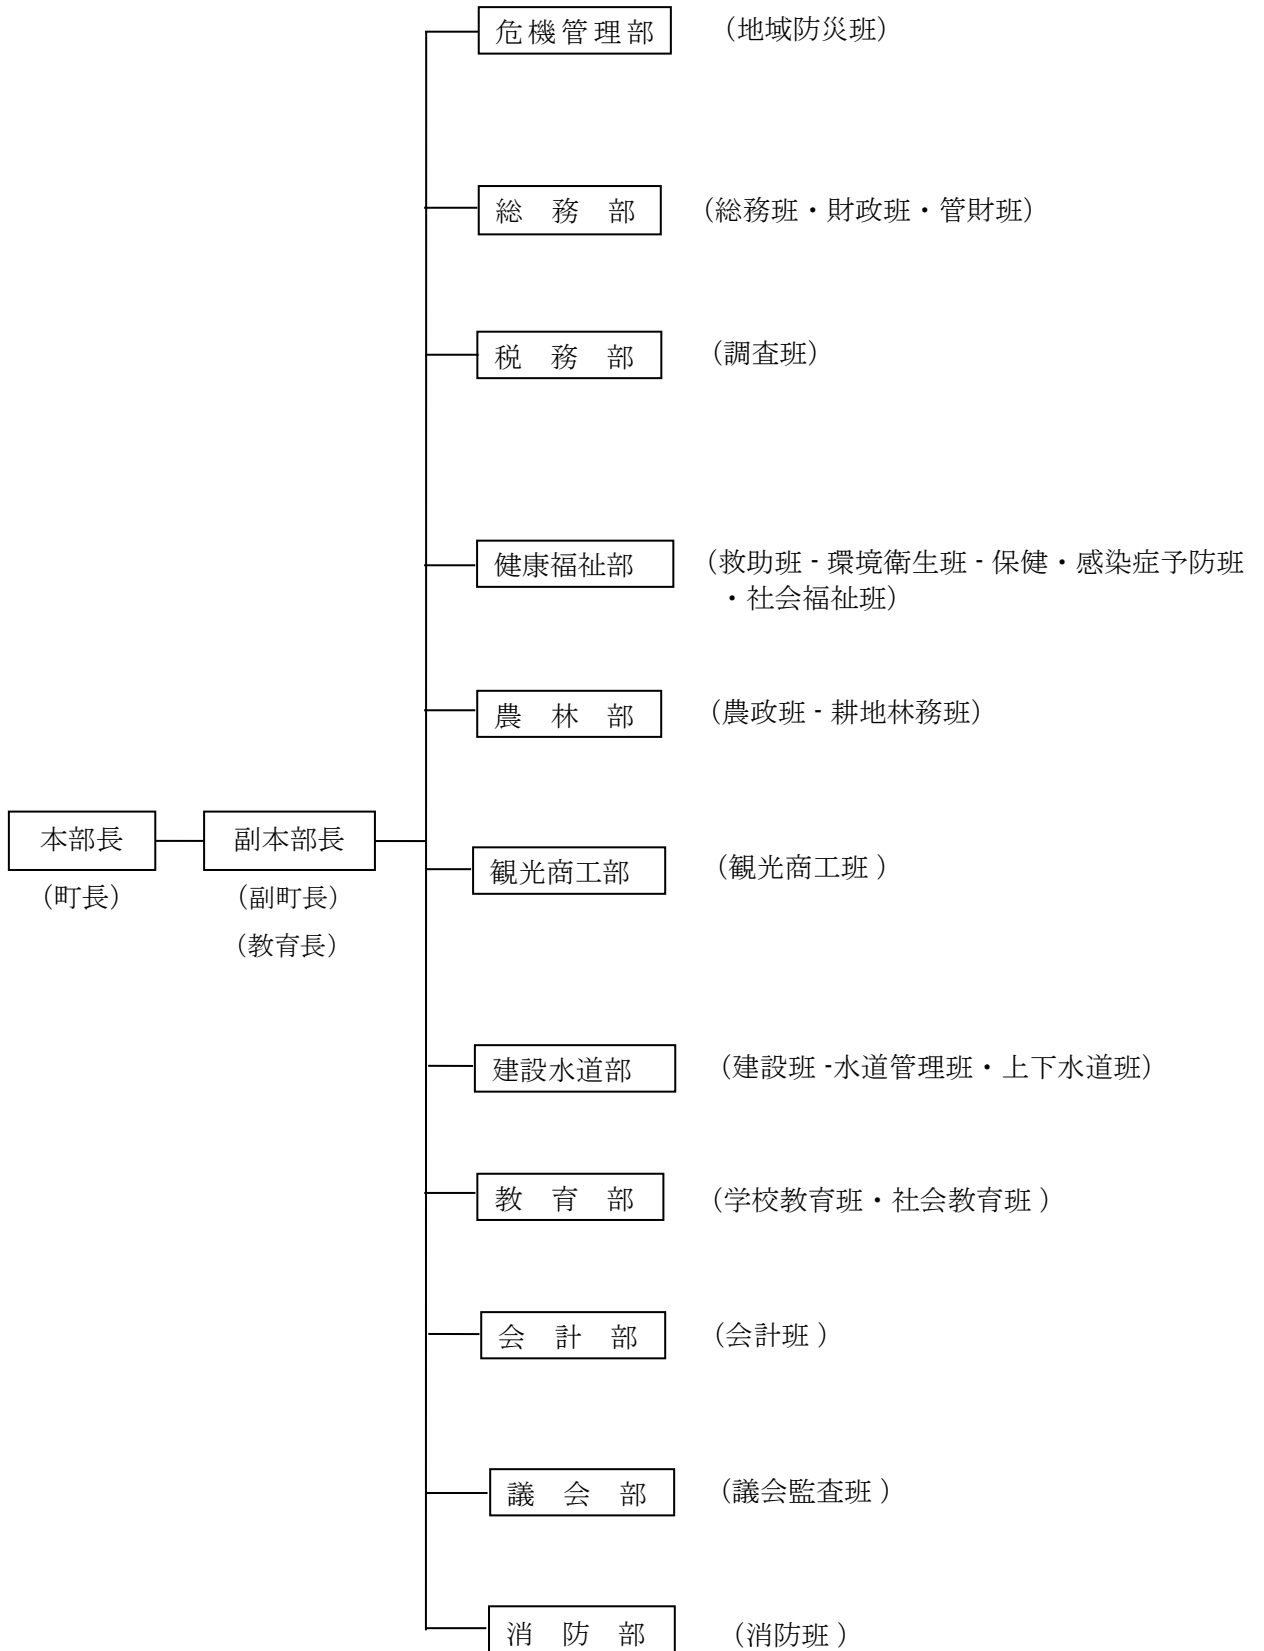 危機管理部 （地域防災班）
総　務　部 （総務班・財政班・管財班）
税　務　部 （調査班）
健康福祉部 （救助班 - 環境衛生班 - 保健・感染症予防班
・社会福祉班）
農　林　部 （農政班 - 耕地林務班）
本部長 副本部長
（町長） （副町長）
（教育長）
観光商工部 （観光商工班 ）
建設水道部 （建設班 -水道管理班・上下水道班）
教　育　部 （学校教育班・社会教育班 ）
会　計　部 （会計班 ）
議　会　部 （議会監査班 ）
消　防　部 （消防班 ）